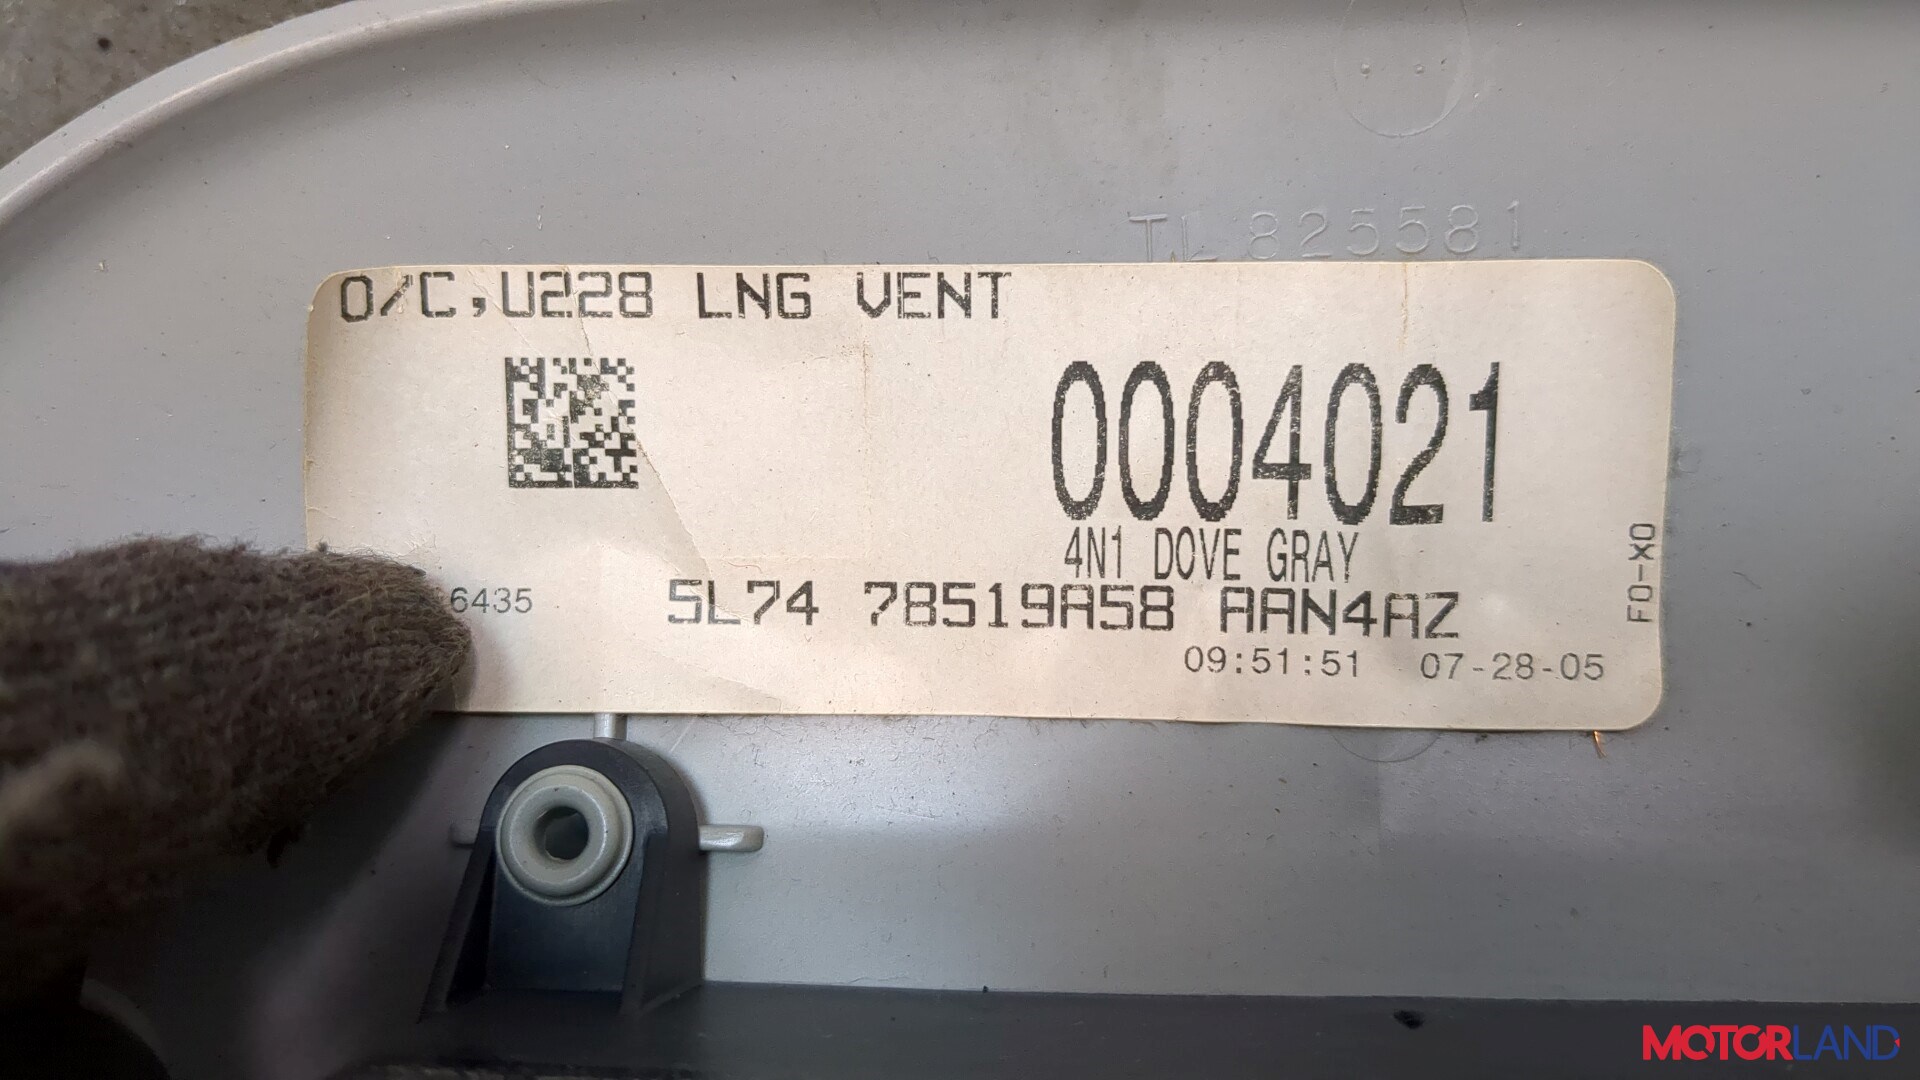 TL 825581
O/C,U228 LNG VENT
0004021
4N1 DOVE GRAY
6435
5L74 78519A58 AAN4AZ
09:51:51 07-28-05
FO-XO
MOTORLAND